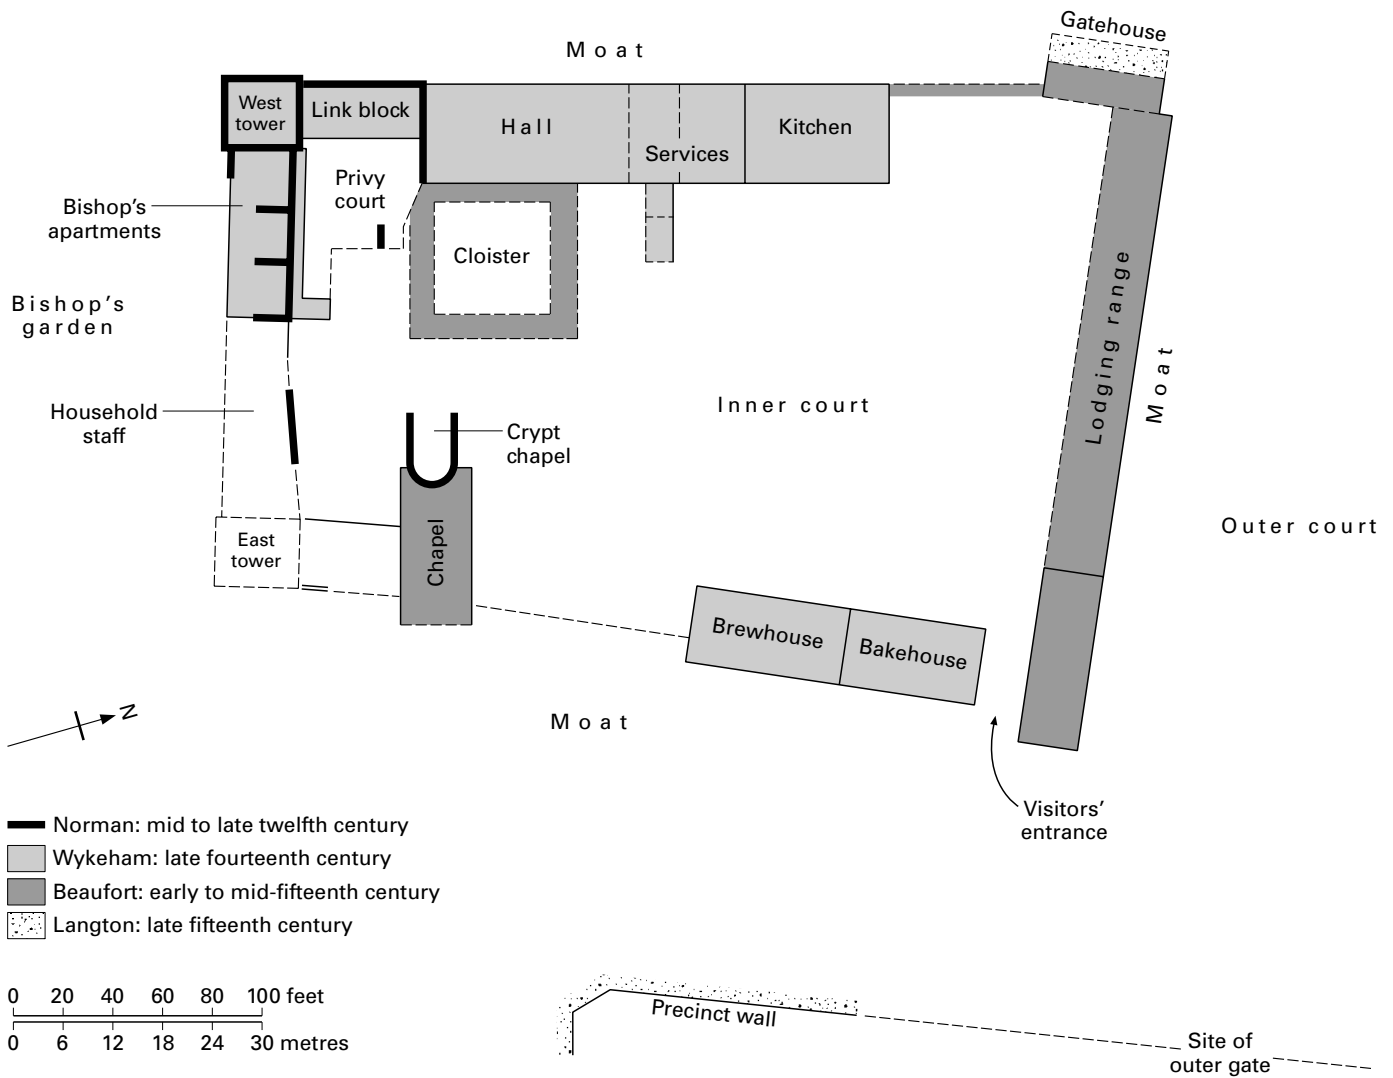 Gatehouse
Moat
West
tower
Link block
Hall
Services
Kitchen
Privy
court
Bishop's
apartments
Cloister
Bishop's
garden
Lodging range
Moat
Household
staff
Inner court
Crypt
chapel
Outer court
East
tower
Chapel
Brewhouse
Bakehouse
N
Moat
Visitors'
entrance
Norman: mid to late twelfth century
Wykeham: late fourteenth century
Beaufort: early to mid-fifteenth century
Langton: late fifteenth century
0 20 40 60 80 100 feet
0 6 12 18 24 30 metres
Precinct wall
Site of
outer gate